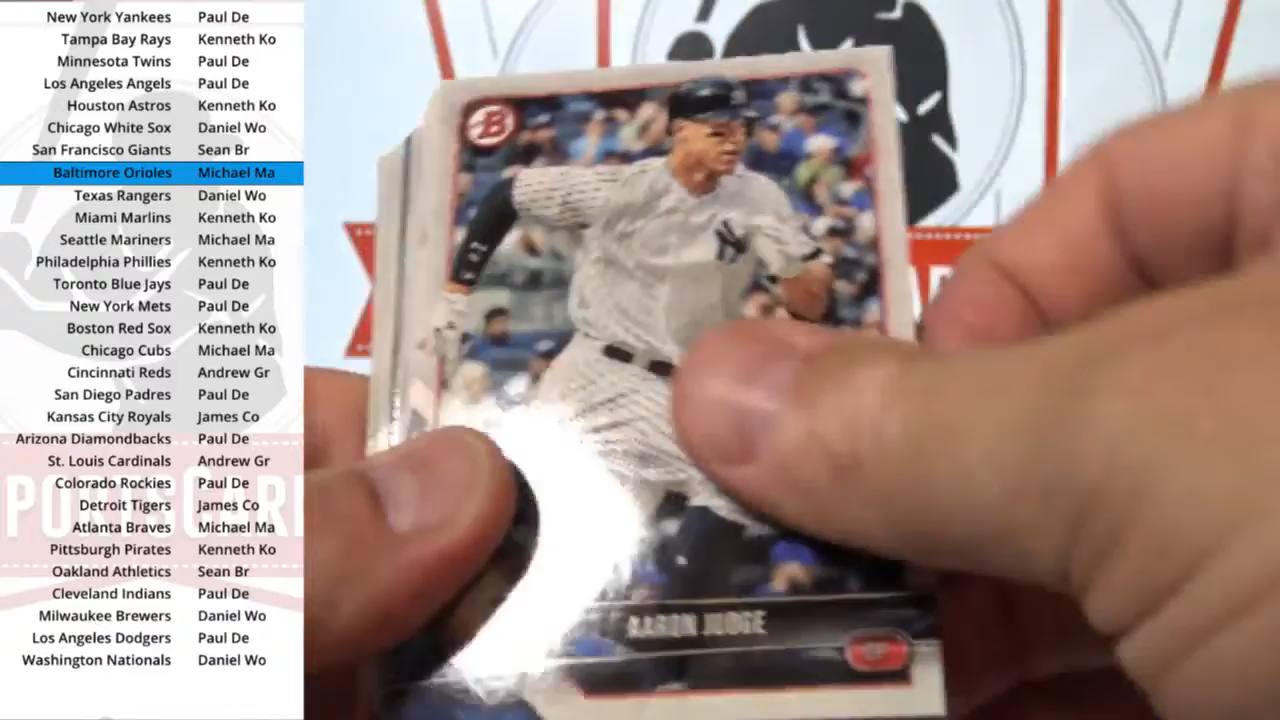 New York Yankees Paul De
Tampa Bay Rays Kenneth Ko
Minnesota Twins Paul De
Los Angeles Angels Paul De
Houston Astros Kenneth Ko
Chicago White Sox Daniel Wo
San Francisco Giants Sean Br
Baltimore Orioles Michael Ma
Texas Rangers Daniel Wo
Miami Marlins Kenneth Ko
Seattle Mariners Michael Ma
Philadelphia Phillies Kenneth Ko
Toronto Blue Jays Paul De
New York Mets Paul De
Boston Red Sox Kenneth Ko
Chicago Cubs Michael Ma
Cincinnati Reds Andrew Gr
San Diego Padres Paul De
Kansas City Royals James Co
Arizona Diamondbacks Paul De
St. Louis Cardinals Andrew Gr
Colorado Rockies Paul De
Detroit Tigers James Co
Atlanta Braves Michael Ma
Pittsburgh Pirates Kenneth Ko
Oakland Athletics Sean Br
Cleveland Indians Paul De
Milwaukee Brewers Daniel Wo
Los Angeles Dodgers Paul De
Washington Nationals Daniel Wo
PORTSCAR
B
NY
AARON JUDGE